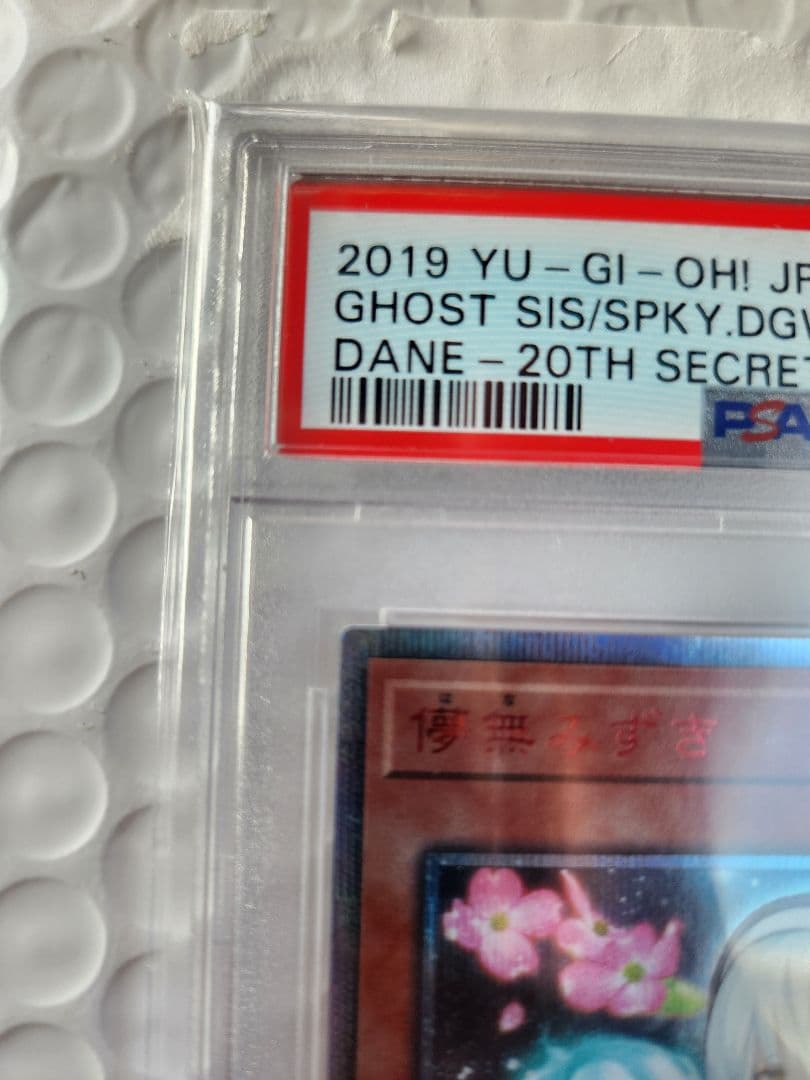 2019 YU-GI-OH! JP
GHOST SIS/SPKY.DGW
DANE-20TH SECRET
PSA
儚無みずき